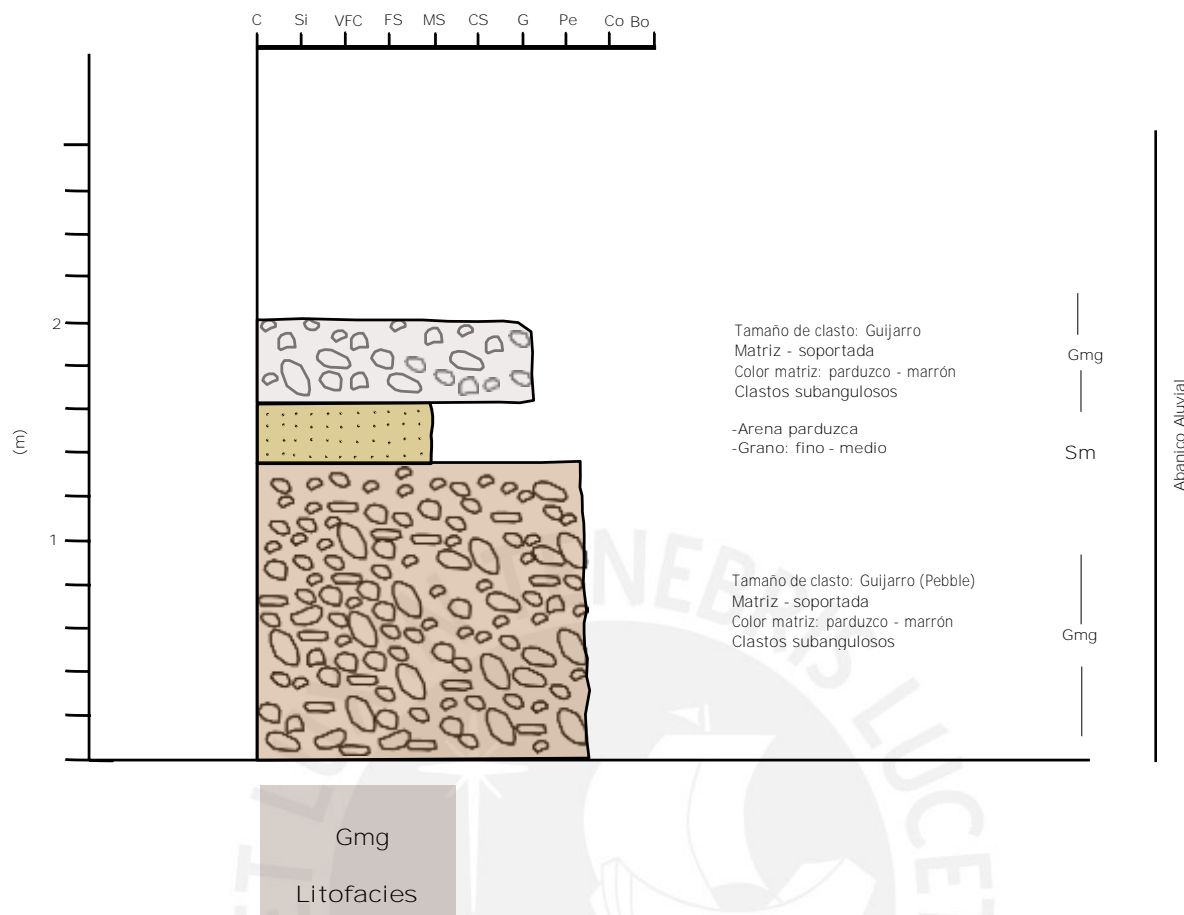 C Si VFC FS MS CS G Pe Co Bo
2
Tamaño de clasto: Guijarro
Matriz - soportada
Color matriz: parduzco - marrón
Clastos subangulosos
Gmg
-Arena parduzca
-Grano: fino - medio
Sm
(m)
Abanico Aluvial
1
Tamaño de clasto: Guijarro (Pebble)
Matriz - soportada
Color matriz: parduzco - marrón
Clastos subangulosos
Gmg
Gmg
Litofacies